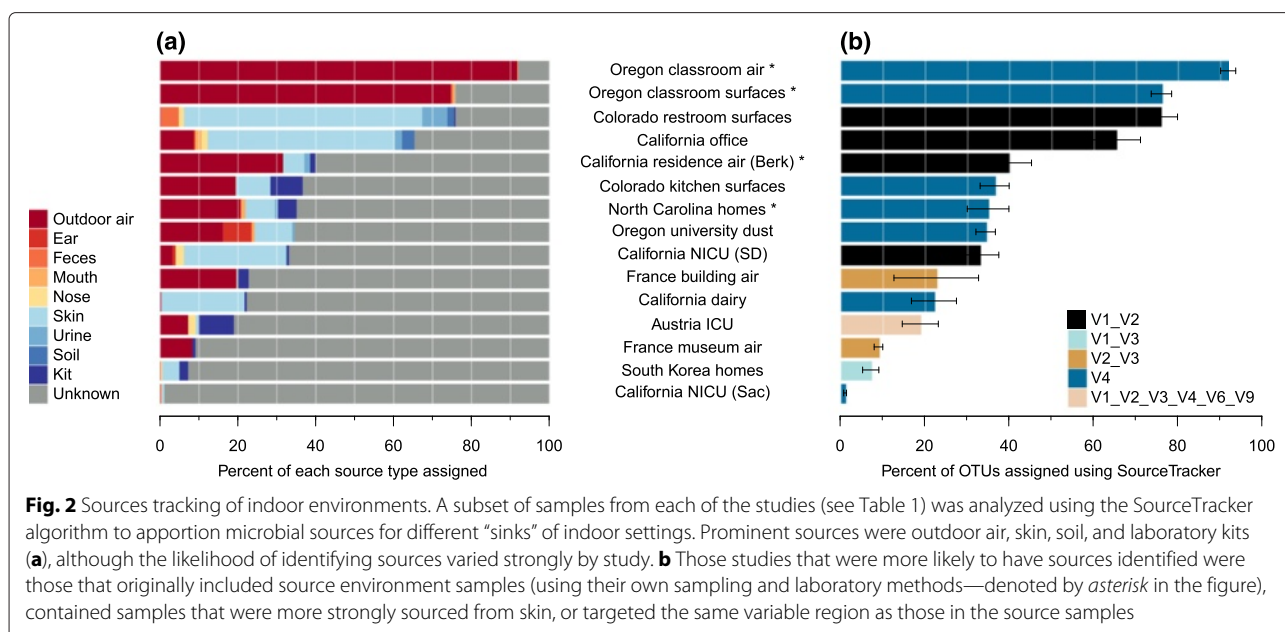 (a)
(b)
Oregon classroom air *
Oregon classroom surfaces *
Colorado restroom surfaces
California office
California residence air (Berk) *
Colorado kitchen surfaces
North Carolina homes *
Oregon university dust
California NICU (SD)
France building air
California dairy
Austria ICU
France museum air
South Korea homes
California NICU (Sac)
Outdoor air
Ear
Feces
Mouth
Nose
Skin
Urine
Soil
Kit
Unknown
V1_V2
V1_V3
V2_V3
V4
V1_V2_V3_V4_V6_V9
0 20 40 60 80 100
Percent of each source type assigned
0 20 40 60 80 100
Percent of OTUs assigned using SourceTracker
Fig. 2 Sources tracking of indoor environments. A subset of samples from each of the studies (see Table 1) was analyzed using the SourceTracker
algorithm to apportion microbial sources for different “sinks” of indoor settings. Prominent sources were outdoor air, skin, soil, and laboratory kits
(a), although the likelihood of identifying sources varied strongly by study. b Those studies that were more likely to have sources identified were
those that originally included source environment samples (using their own sampling and laboratory methods—denoted by asterisk in the figure),
contained samples that were more strongly sourced from skin, or targeted the same variable region as those in the source samples